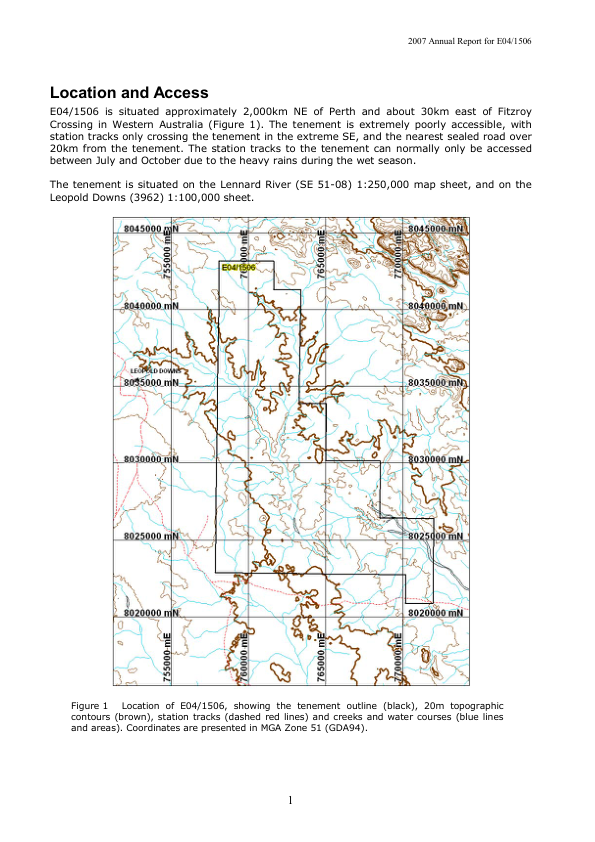 2007 Annual Report for E04/1506
Location and Access
E04/1506 is situated approximately 2,000km NE of Perth and about 30km east of Fitzroy
Crossing in Western Australia (Figure 1). The tenement is extremely poorly accessible, with
station tracks only crossing the tenement in the extreme SE, and the nearest sealed road over
20km from the tenement. The station tracks to the tenement can normally only be accessed
between July and October due to the heavy rains during the wet season.
The tenement is situated on the Lennard River (SE 51-08) 1:250,000 map sheet, and on the
Leopold Downs (3962) 1:100,000 sheet.
8045000 mN
8045000 mN
755000 mE
760000 mE
765000 mE
770000 mE
E04/1506
8040000 mN
8040000 mN
LEOPOLD DOWNS
8035000 mN
8035000 mN
8030000 mN
8030000 mN
8025000 mN
8025000 mN
8020000 mN
8020000 mN
755000 mE
760000 mE
765000 mE
770000 mE
Figure 1 Location of E04/1506, showing the tenement outline (black), 20m topographic
contours (brown), station tracks (dashed red lines) and creeks and water courses (blue lines
and areas). Coordinates are presented in MGA Zone 51 (GDA94).
1